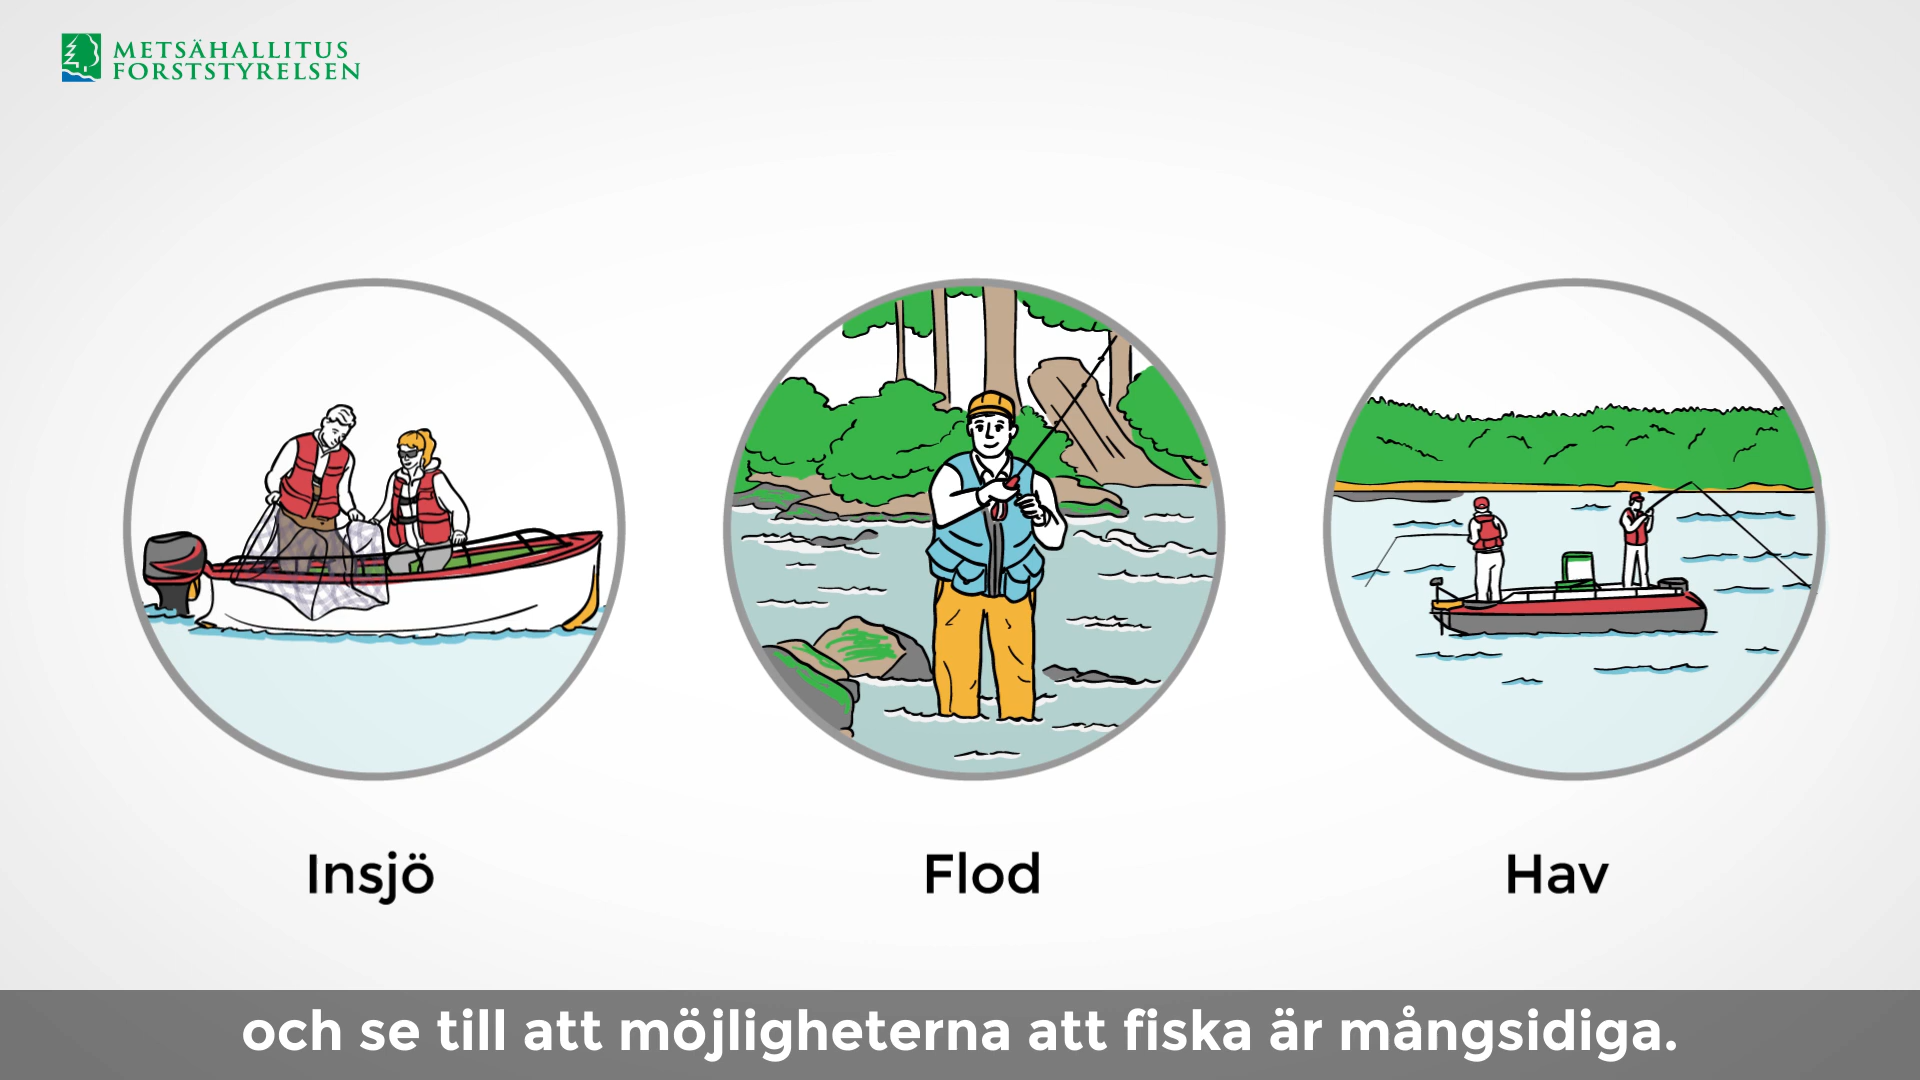 METSÄHALLITUS
FORSTSTYRELSEN
Insjö
Flod
Hav
och se till att möjligheterna att fiska är mångsidiga.